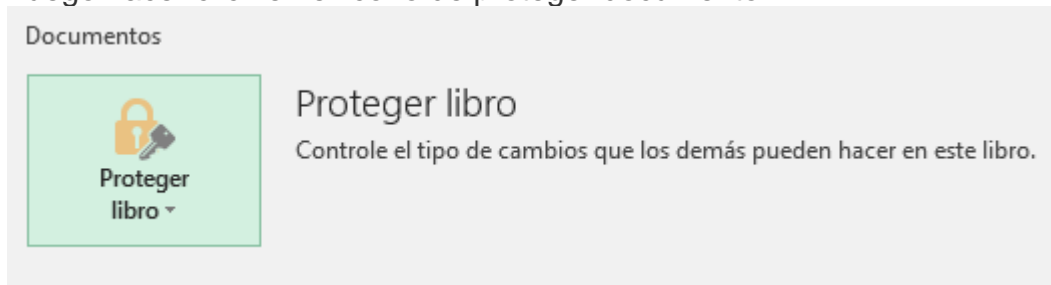 Documentos
Proteger libro
Controle el tipo de cambios que los demás pueden hacer en este libro.
Proteger
libro